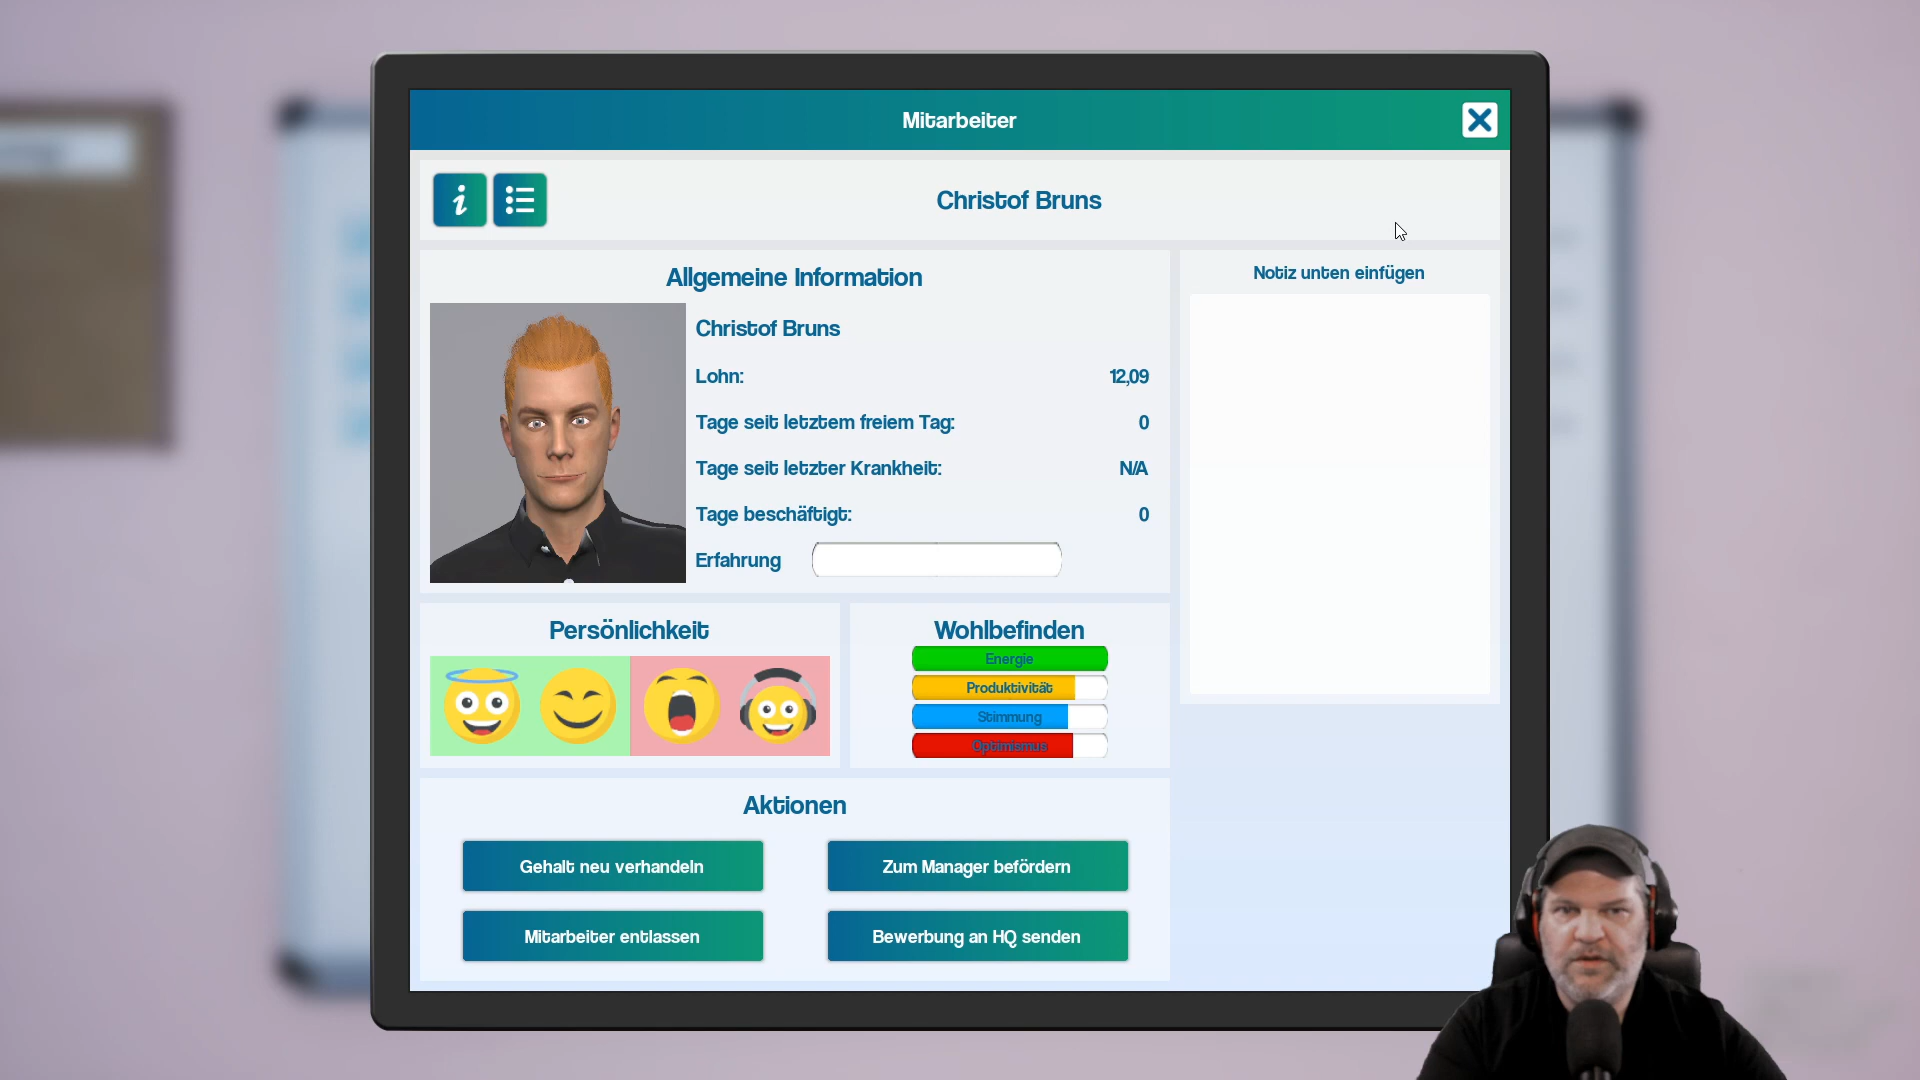 Mitarbeiter
Christof Bruns
Allgemeine Information
Christof Bruns
Lohn: 12,09
Tage seit letztem freiem Tag: 0
Tage seit letzter Krankheit: N/A
Tage beschäftigt: 0
Erfahrung
Notiz unten einfügen
Persönlichkeit
Wohlbefinden
Energie
Produktivität
Stimmung
Optimismus
Aktionen
Gehalt neu verhandeln
Zum Manager befördern
Mitarbeiter entlassen
Bewerbung an HQ senden